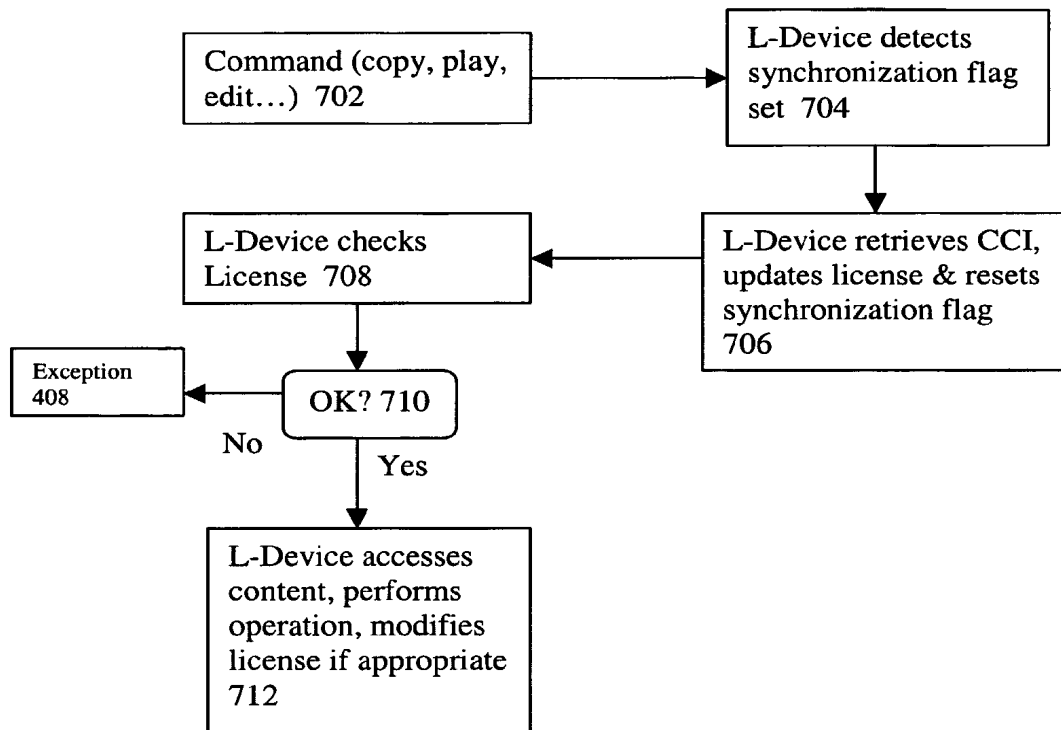 Command (copy, play,
edit…) 702
L-Device detects
synchronization flag
set 704
L-Device retrieves CCI,
updates license & resets
synchronization flag
706
L-Device checks
License 708
OK? 710
Exception
408
No
Yes
L-Device accesses
content, performs
operation, modifies
license if appropriate
712